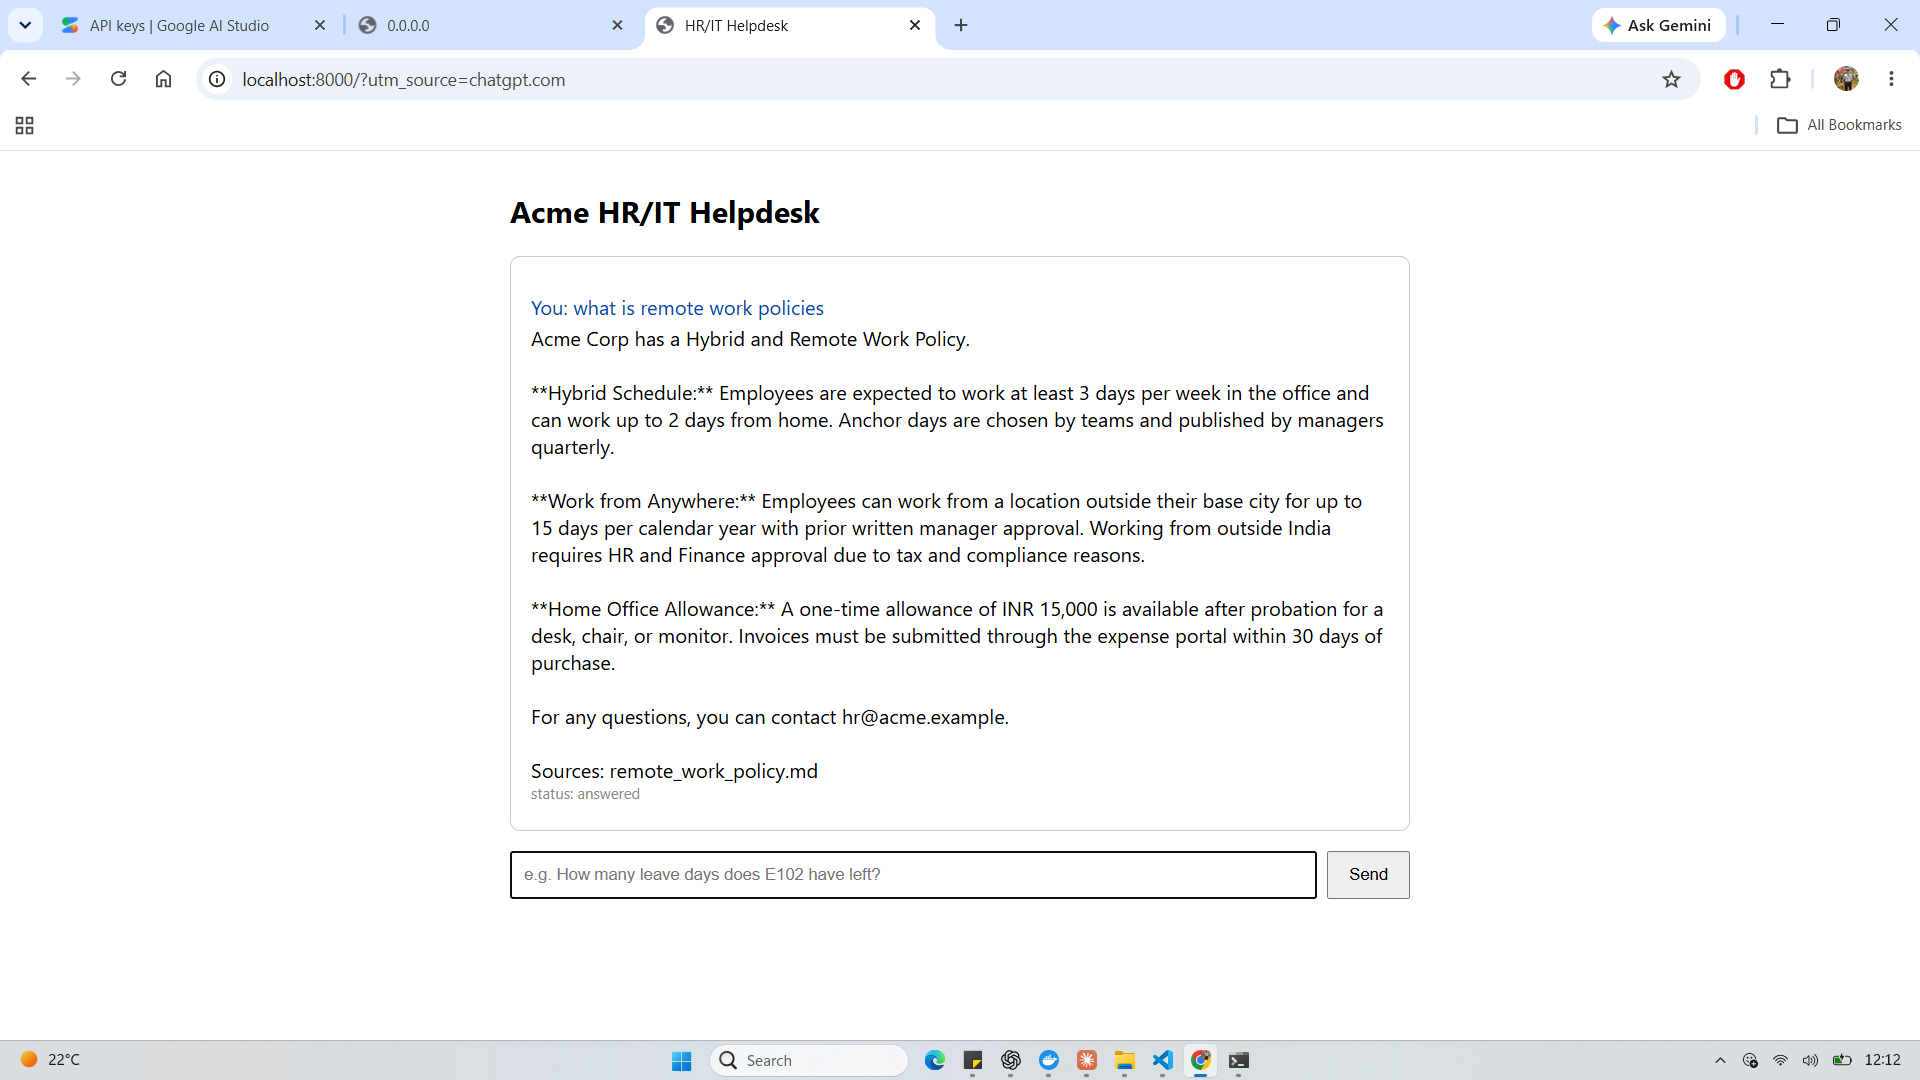 API keys | Google AI Studio
0.0.0.0
HR/IT Helpdesk
Ask Gemini
localhost:8000/?utm_source=chatgpt.com
All Bookmarks
Acme HR/IT Helpdesk
You: what is remote work policies
Acme Corp has a Hybrid and Remote Work Policy.
**Hybrid Schedule:** Employees are expected to work at least 3 days per week in the office and
can work up to 2 days from home. Anchor days are chosen by teams and published by managers
quarterly.
**Work from Anywhere:** Employees can work from a location outside their base city for up to
15 days per calendar year with prior written manager approval. Working from outside India
requires HR and Finance approval due to tax and compliance reasons.
**Home Office Allowance:** A one-time allowance of INR 15,000 is available after probation for a
desk, chair, or monitor. Invoices must be submitted through the expense portal within 30 days of
purchase.
For any questions, you can contact hr@acme.example.
Sources: remote_work_policy.md
status: answered
e.g. How many leave days does E102 have left?
Send
22°C
Search
12:12